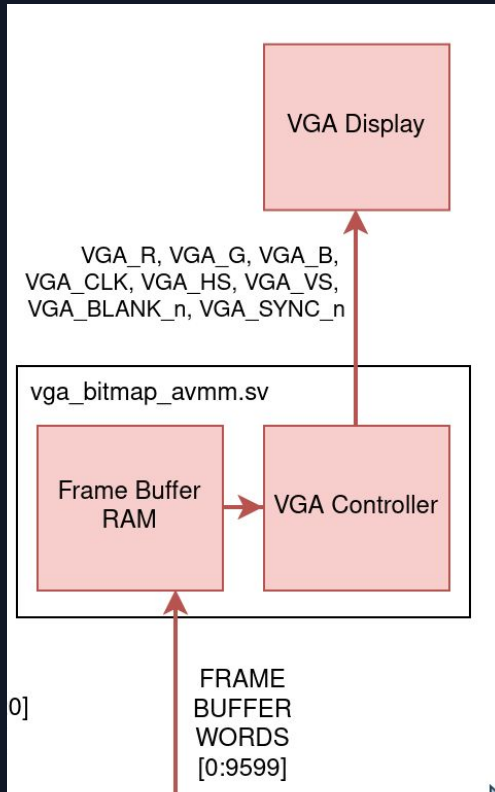 VGA Display
VGA_R, VGA_G, VGA_B,
VGA_CLK, VGA_HS, VGA_VS,
VGA_BLANK_n, VGA_SYNC_n
vga_bitmap_avmm.sv
Frame Buffer
RAM
VGA Controller
0]
FRAME
BUFFER
WORDS
[0:9599]